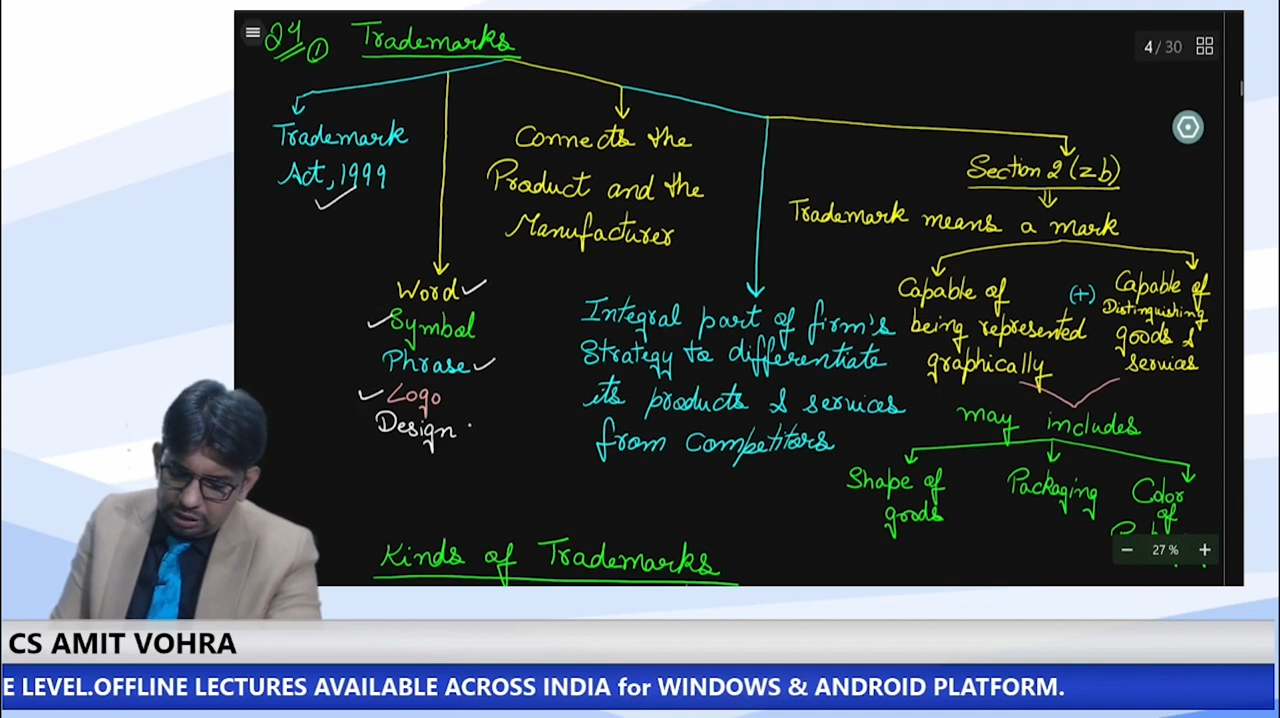 24 ① Trademarks
4 / 30
Trademark
Act, 1999
Connects the
Product and the
Manufacturer
Section 2 (zb)
Trademark means a mark
Word
Symbol
Phrase
Logo
Design
Integral part of firm's
Strategy to differentiate
its products & services
from competitors
Capable of
being represented
graphically
(+)
Capable of
Distinguishing
goods &
services
may includes
Shape of
goods
Packaging
Color
of
Kinds of Trademarks
27 %
CS AMIT VOHRA
E LEVEL.OFFLINE LECTURES AVAILABLE ACROSS INDIA for WINDOWS & ANDROID PLATFORM.